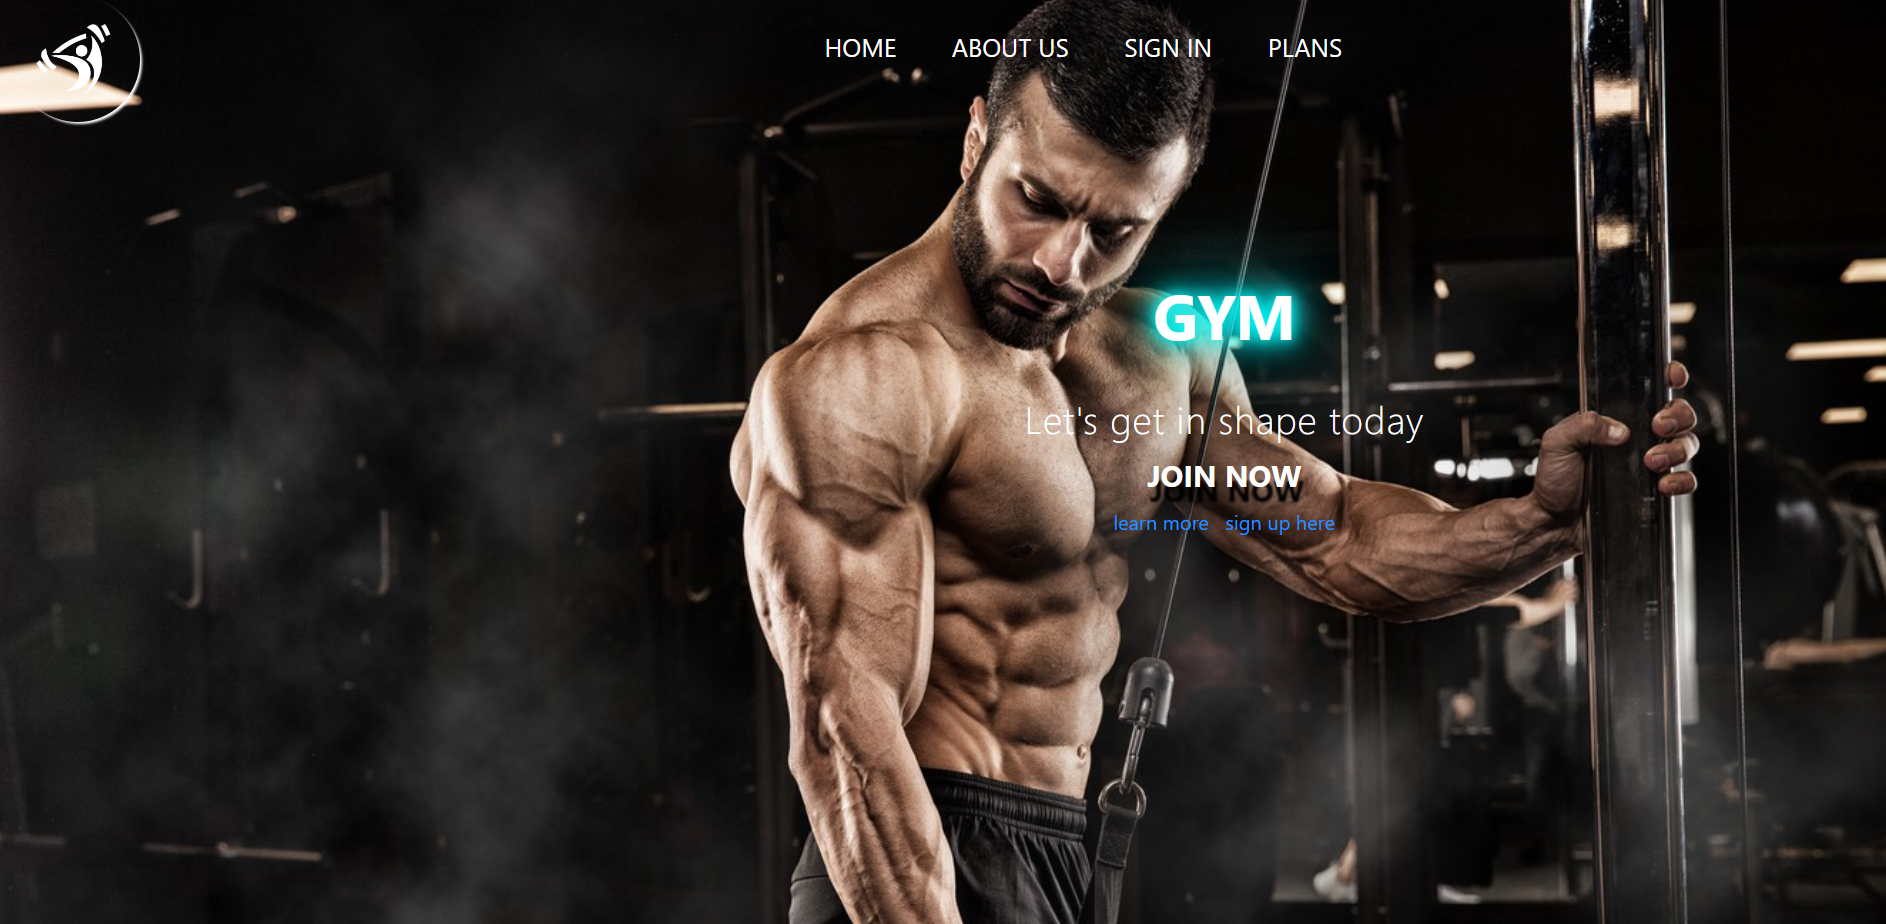 HOME ABOUT US SIGN IN PLANS
GYM
Let's get in shape today
JOIN NOW
learn more sign up here